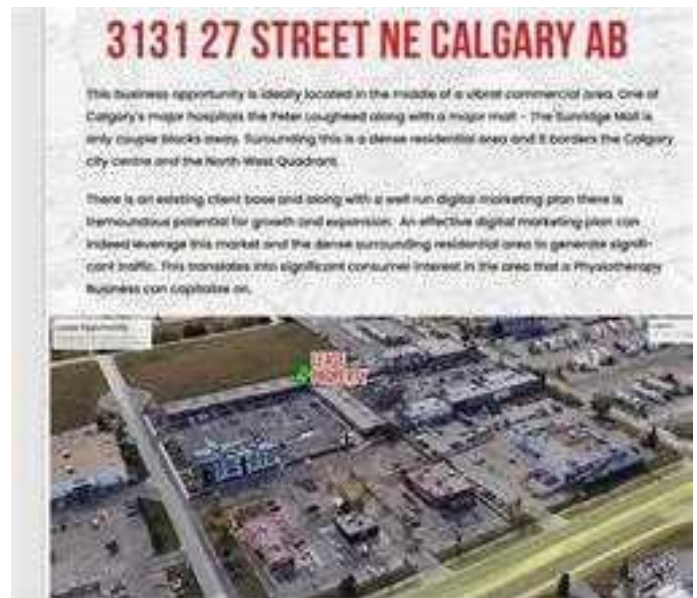 3131 27 STREET NE CALGARY AB
This business opportunity is ideally located in the middle of a vibrat commercial area. One of
Calgary's major hospitals the Peter Lougheed along with a major mall - The Sunridge Mall is
only couple blocks away. Surounding this is a dense residential area and it borders the Calgary
city centre and the North West Quadrant.
There is an existing client base and along with a well run digital marketing plan there is
tremoundous potential for growth and expansion. An effective digital marketing plan can
indeed leverage this market and the dense surrounding residential area to generate signifi-
cant traffic. This translates into significant consumer interest in the area that a Physiotherapy
Business can capitalize on.